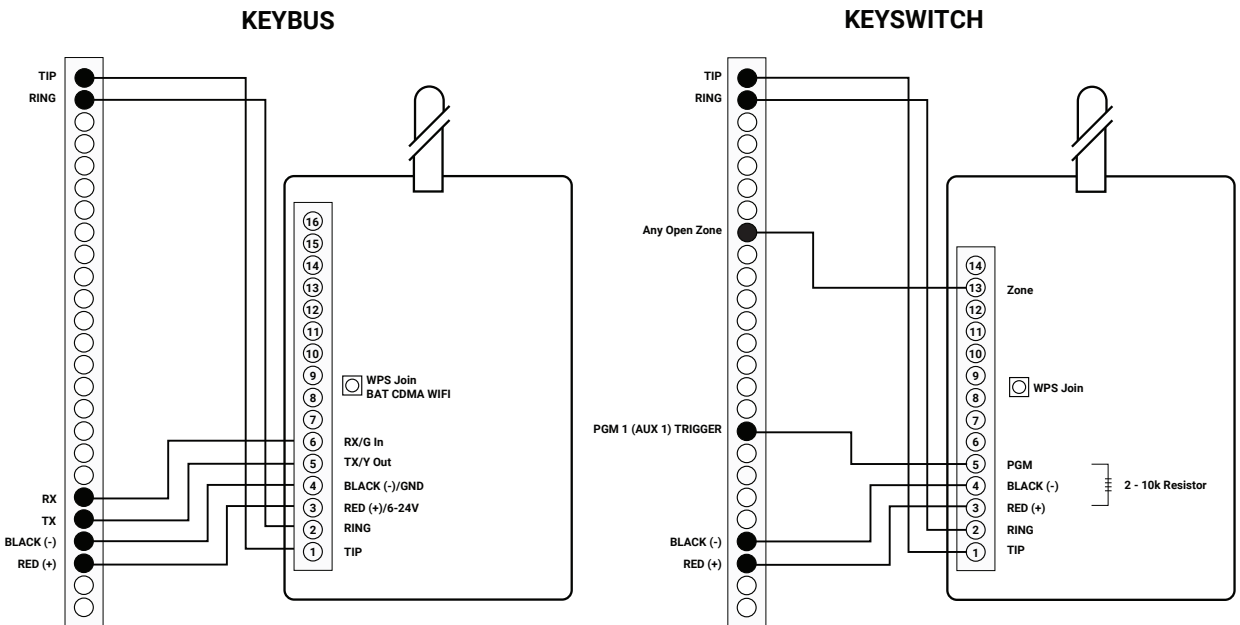 KEYBUS
TIP
RING
RX
TX
BLACK (-)
RED (+)
16
15
14
13
12
11
10
9
8
7
6 RX/G In
5 TX/Y Out
4 BLACK (-)/GND
3 RED (+)/6-24V
2 RING
1 TIP
WPS Join
BAT CDMA WIFI
KEYSWITCH
TIP
RING
Any Open Zone
PGM 1 (AUX 1) TRIGGER
BLACK (-)
RED (+)
14
13 Zone
12
11
10
9
8
7
6
5 PGM
4 BLACK (-)
3 RED (+)
2 RING
1 TIP
WPS Join
2 - 10k Resistor